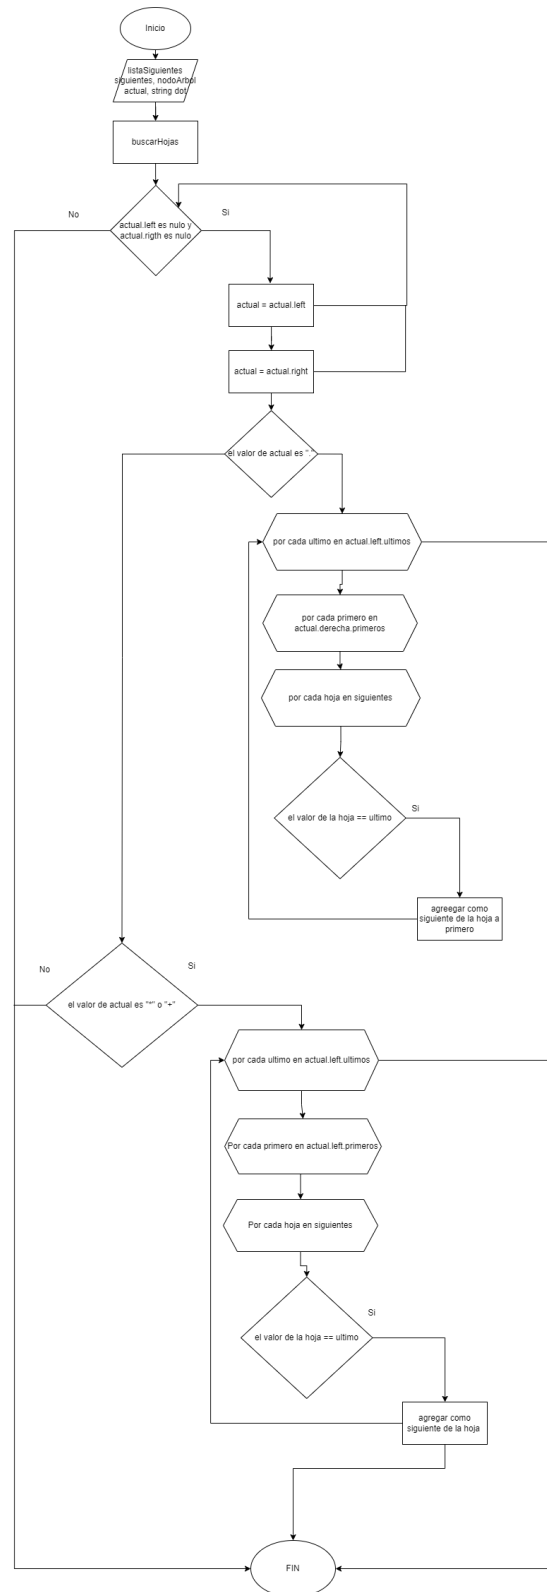 Inicio
listaSiguientes
siguientes, nodoArbol
actual, string dot
buscarHojas
No
Si
actual.left es nulo y
actual.rigth es nulo
actual = actual.left
actual = actual.right
el valor de actual es "."
por cada ultimo en actual.left.ultimos
por cada primero en
actual.derecha.primeros
por cada hoja en siguientes
Si
el valor de la hoja == ultimo
agreegar como
siguiente de la hoja a
primero
No
Si
el valor de actual es "*" o "+"
por cada ultimo en actual.left.ultimos
Por cada primero en actual.left.primeros
Por cada hoja en siguientes
Si
el valor de la hoja == ultimo
agregar como
siguiente de la hoja
FIN